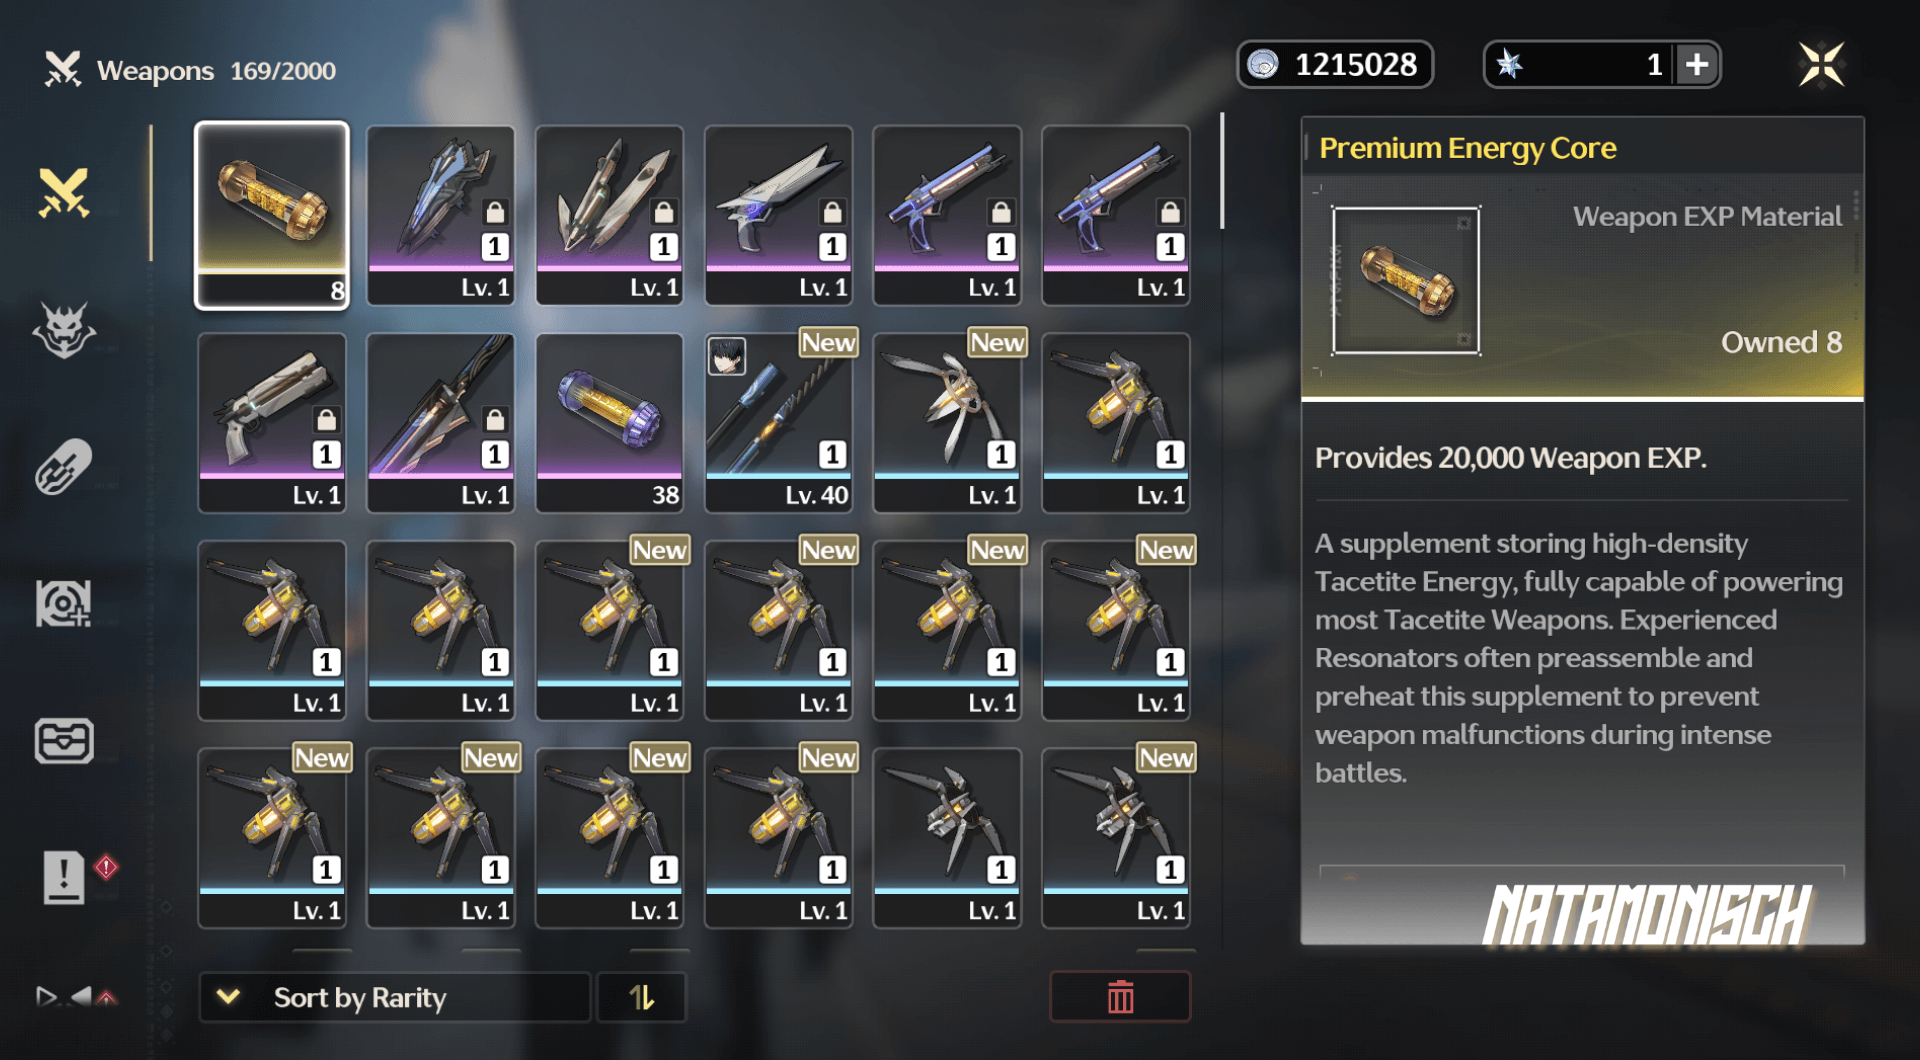 Weapons 169/2000
1215028
1
8
1
Lv. 1
1
Lv. 1
1
Lv. 1
1
Lv. 1
1
Lv. 1
1
Lv. 1
1
Lv. 1
38
New
1
Lv. 40
New
1
Lv. 1
1
Lv. 1
1
Lv. 1
1
Lv. 1
New
1
Lv. 1
New
1
Lv. 1
New
1
Lv. 1
New
1
Lv. 1
New
1
Lv. 1
New
1
Lv. 1
New
1
Lv. 1
New
1
Lv. 1
1
Lv. 1
New
1
Lv. 1
Sort by Rarity
Premium Energy Core
Weapon EXP Material
Owned 8
Provides 20,000 Weapon EXP.
A supplement storing high-density
Tacetite Energy, fully capable of powering
most Tacetite Weapons. Experienced
Resonators often preassemble and
preheat this supplement to prevent
weapon malfunctions during intense
battles.
NATAMONISCH